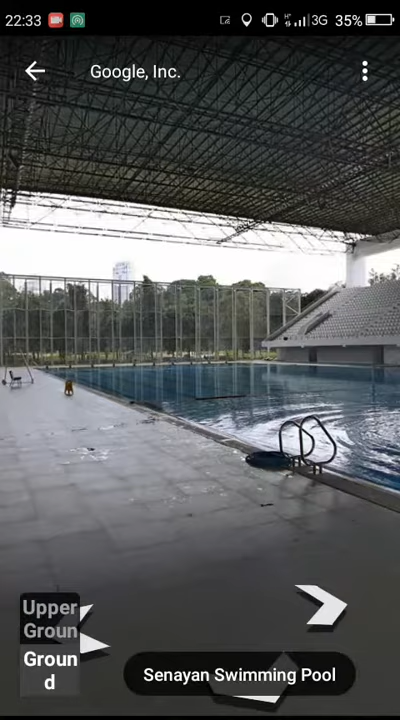 22:33
3G 35%
Google, Inc.
Upper
Groun
Groun
d
Senayan Swimming Pool